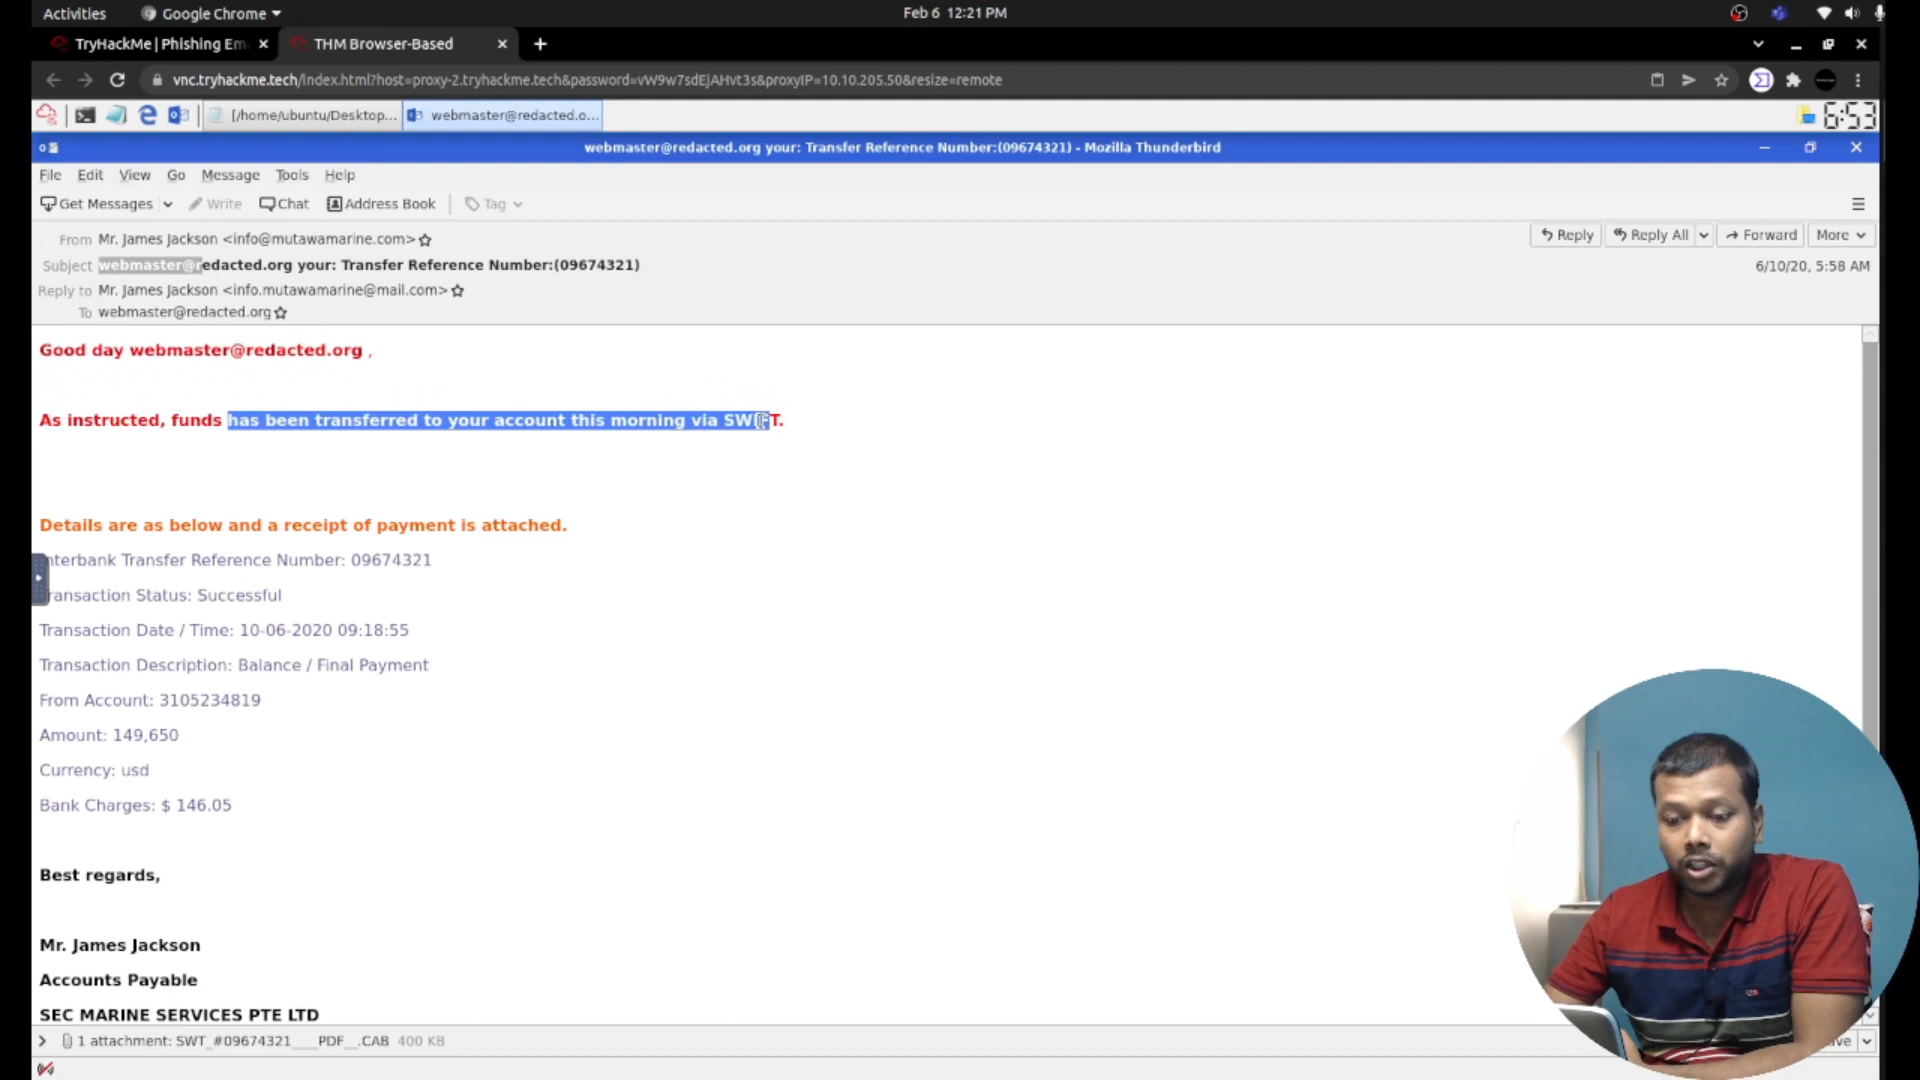 Activities Google Chrome Feb 6 12:21 PM
TryHackMe | Phishing Em THM Browser-Based
vnc.tryhackme.tech/index.html?host=proxy-2.tryhackme.tech&password=vW9w7sdEjAHvt3s&proxyIP=10.10.205.50&resize=remote
[/home/ubuntu/Desktop... webmaster@redacted.o... 6:53
webmaster@redacted.org your: Transfer Reference Number:(09674321) - Mozilla Thunderbird
File Edit View Go Message Tools Help
Get Messages Write Chat Address Book Tag
From Mr. James Jackson <info@mutawamarine.com> Reply Reply All Forward More
Subject webmaster@redacted.org your: Transfer Reference Number:(09674321) 6/10/20, 5:58 AM
Reply to Mr. James Jackson <info.mutawamarine@mail.com>
To webmaster@redacted.org
Good day webmaster@redacted.org ,
As instructed, funds has been transferred to your account this morning via SWIFT.
Details are as below and a receipt of payment is attached.
nterbank Transfer Reference Number: 09674321
ransaction Status: Successful
Transaction Date / Time: 10-06-2020 09:18:55
Transaction Description: Balance / Final Payment
From Account: 3105234819
Amount: 149,650
Currency: usd
Bank Charges: $ 146.05
Best regards,
Mr. James Jackson
Accounts Payable
SEC MARINE SERVICES PTE LTD
1 attachment: SWT_#09674321____PDF__.CAB 400 KB